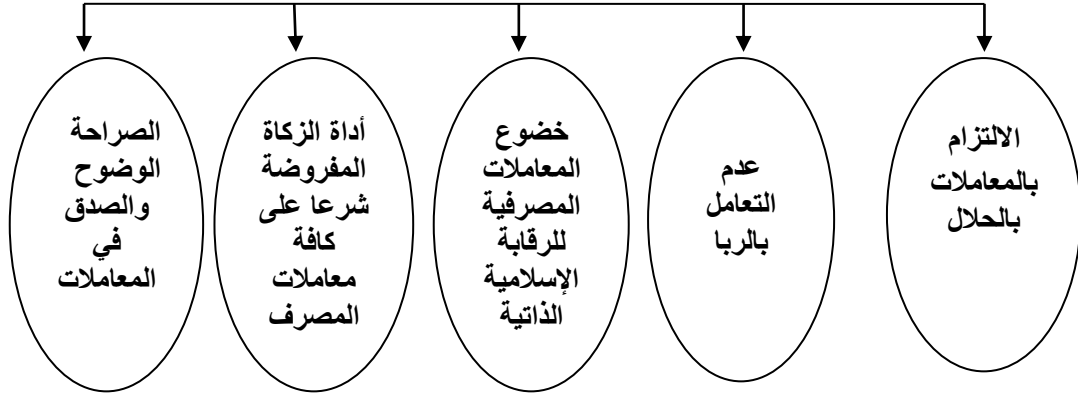 الالتزام
بالمعاملات
بالحلال
عدم
التعامل
بالربا
خضوع
المعاملات
المصرفية
للرقابة
الإسلامية
الذاتية
أداة الزكاة
المفروضة
شرعا على
كافة
معاملات
المصرف
الصراحة
الوضوح
والصدق
في
المعاملات